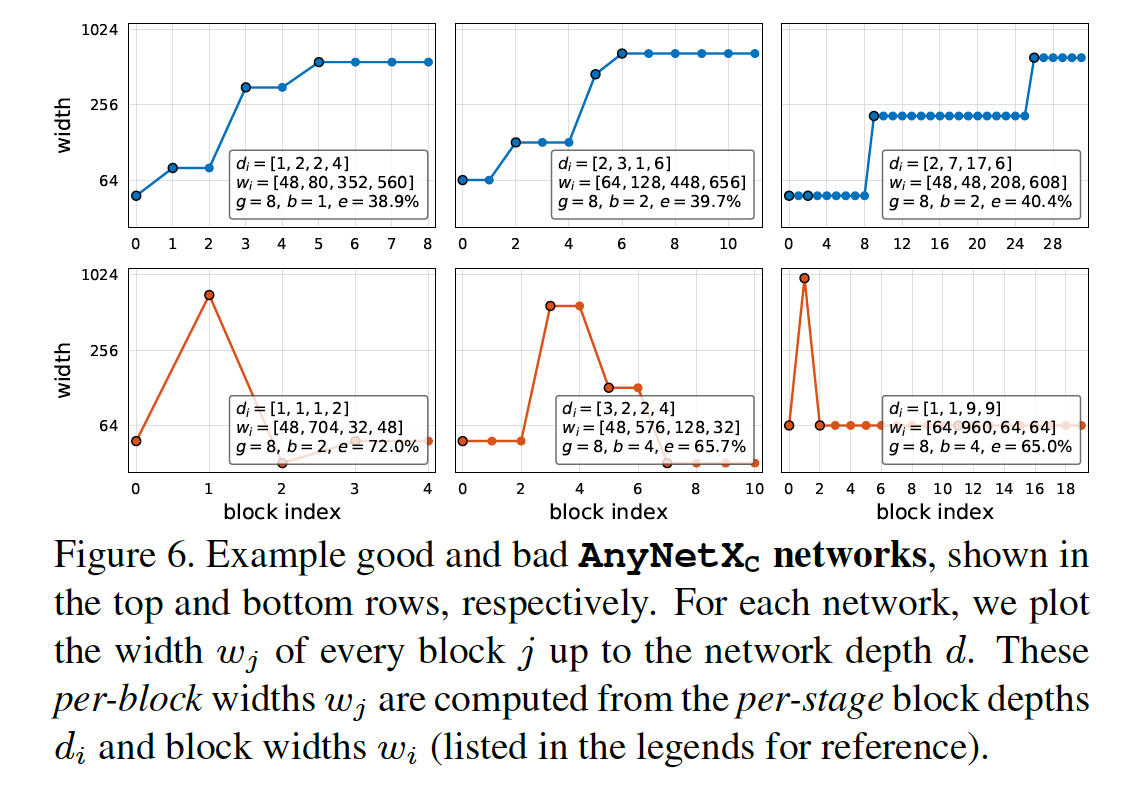 1024
256
64
width
d_i = [1, 2, 2, 4]
w_i = [48, 80, 352, 560]
g = 8, b = 1, e = 38.9%
0 1 2 3 4 5 6 7 8
d_i = [2, 3, 1, 6]
w_i = [64, 128, 448, 656]
g = 8, b = 2, e = 39.7%
0 2 4 6 8 10
d_i = [2, 7, 17, 6]
w_i = [48, 48, 208, 608]
g = 8, b = 2, e = 40.4%
0 4 8 12 16 20 24 28
1024
256
64
width
d_i = [1, 1, 1, 2]
w_i = [48, 704, 32, 48]
g = 8, b = 2, e = 72.0%
0 1 2 3 4
block index
d_i = [3, 2, 2, 4]
w_i = [48, 576, 128, 32]
g = 8, b = 4, e = 65.7%
0 2 4 6 8 10
block index
d_i = [1, 1, 9, 9]
w_i = [64, 960, 64, 64]
g = 8, b = 4, e = 65.0%
0 2 4 6 8 10 12 14 16 18
block index
Figure 6. Example good and bad AnyNetX_C networks, shown in
the top and bottom rows, respectively. For each network, we plot
the width w_j of every block j up to the network depth d. These
per-block widths w_j are computed from the per-stage block depths
d_i and block widths w_i (listed in the legends for reference).